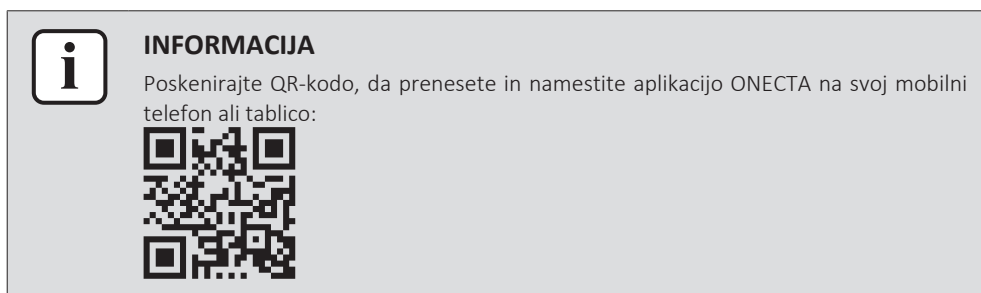 i
INFORMACIJA
Poskenirajte QR-kodo, da prenesete in namestite aplikacijo ONECTA na svoj mobilni
telefon ali tablico: